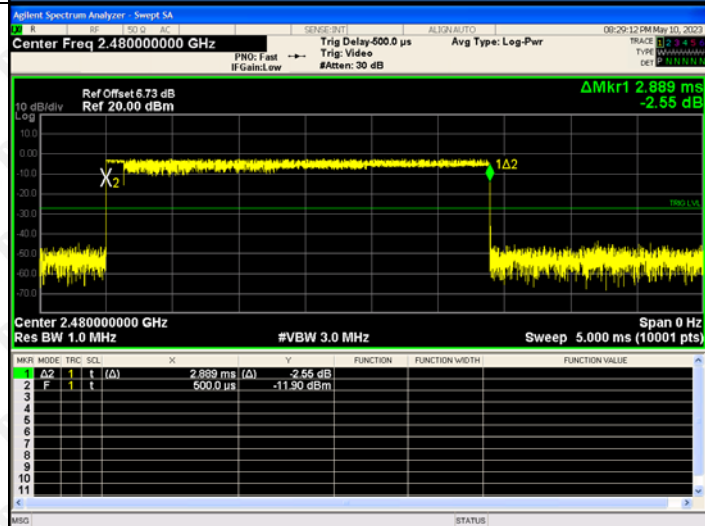 Agilent Spectrum Analyzer - Swept SA
R RF 50 Ω AC SENSE:INT ALIGN AUTO 08:29:12 PM May 10, 2023
Center Freq 2.480000000 GHz
PNO: Fast
IFGain:Low
Trig Delay-500.0 µs
Trig: Video
#Atten: 30 dB
Avg Type: Log-Pwr
TRACE 1 2 3 4 5 6
TYPE
DET P N N N N N
ΔMkr1 2.889 ms
-2.55 dB
Ref Offset 6.73 dB
10 dB/div Ref 20.00 dBm
Log
10.0
0.00
-10.0
-20.0
-30.0
-40.0
-50.0
-60.0
-70.0
X2
1Δ2
TRIG LVL
Center 2.480000000 GHz Span 0 Hz
Res BW 1.0 MHz #VBW 3.0 MHz Sweep 5.000 ms (10001 pts)
MKR MODE TRC SCL X Y FUNCTION FUNCTION WIDTH FUNCTION VALUE
1 Δ2 1 t (Δ) 2.889 ms (Δ) -2.55 dB
2 F 1 t 500.0 µs -11.90 dBm
3
4
5
6
7
8
9
10
11
MSG STATUS